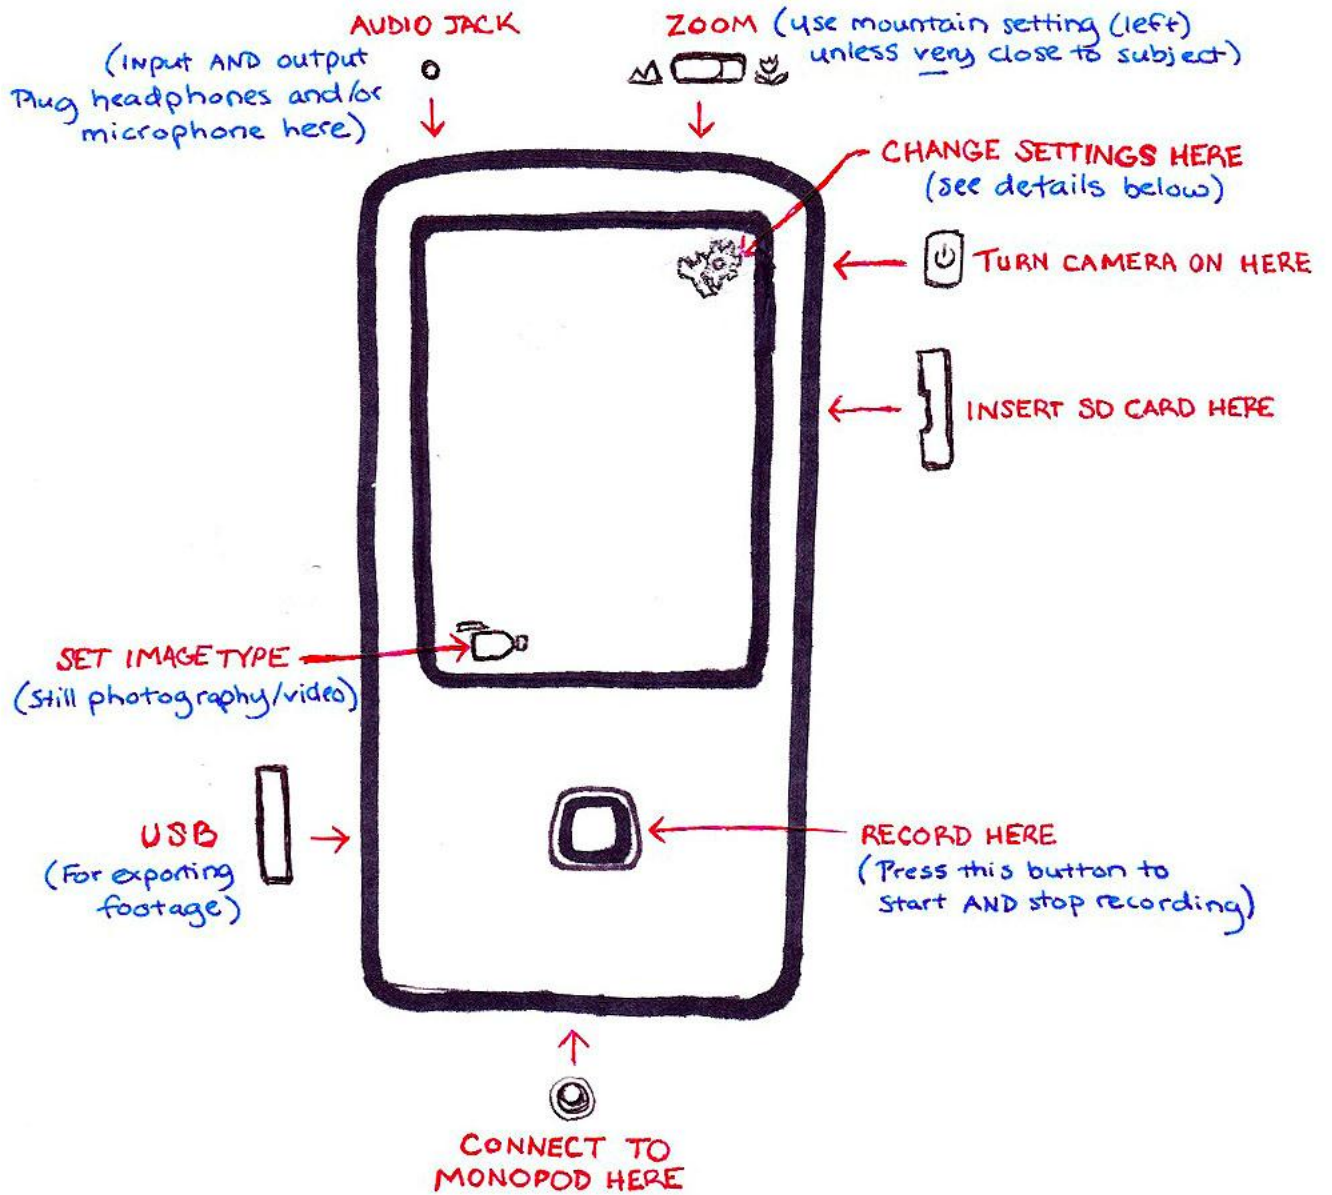 AUDIO JACK
(Input AND output
Plug headphones and/or
microphone here)
ZOOM (use mountain setting (left)
unless very close to subject)
CHANGE SETTINGS HERE
(see details below)
TURN CAMERA ON HERE
INSERT SD CARD HERE
SET IMAGE TYPE
(Still photography/video)
USB
(For exporting
footage)
RECORD HERE
(Press this button to
Start AND stop recording)
CONNECT TO
MONOPOD HERE